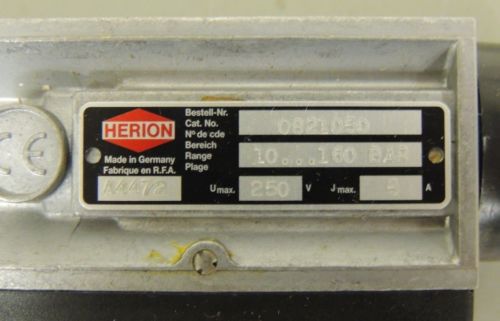 Bestell-Nr.
Cat. No.
N° de cde
Bereich
Range 10...160 BAR
Plage
HERION
Made in Germany
Fabrique en R.F.A.
U max. 250 V J max. A
CE